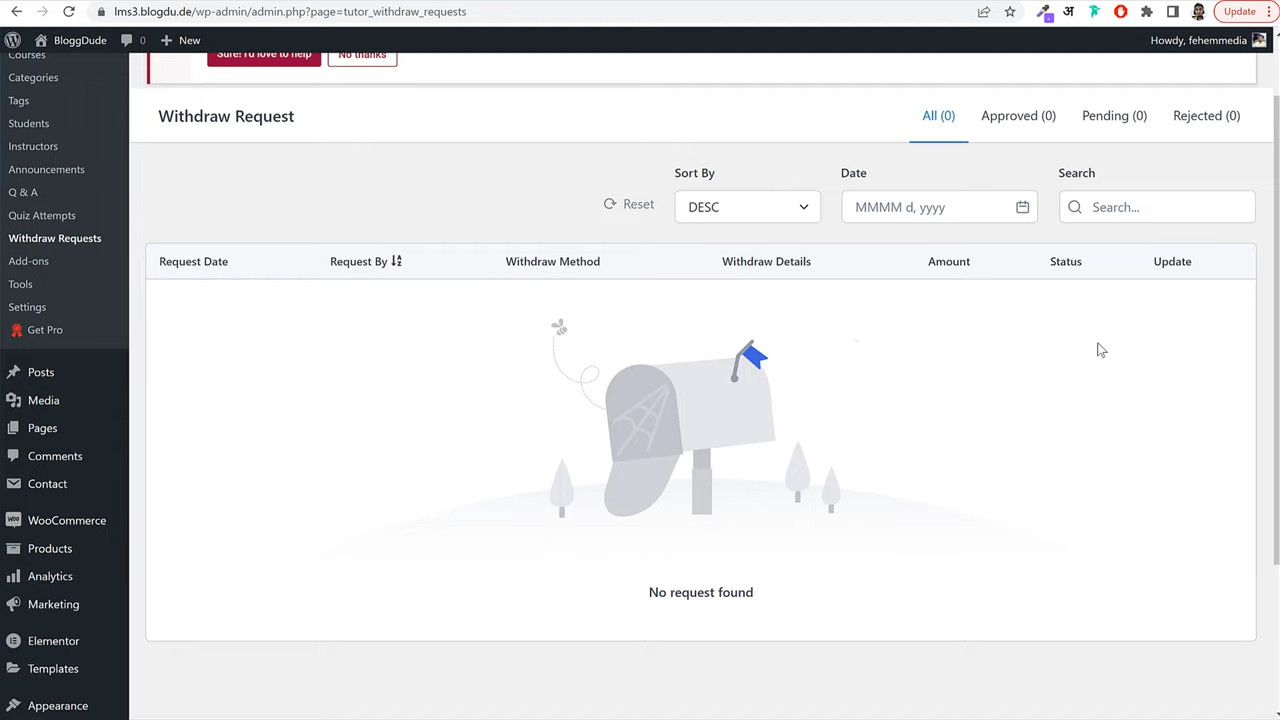 lms3.blogdu.de/wp-admin/admin.php?page=tutor_withdraw_requests
अ
Update
BloggDude
0
New
Howdy, fehemmedia
Courses
Categories
Tags
Students
Instructors
Announcements
Q & A
Quiz Attempts
Withdraw Requests
Add-ons
Tools
Settings
Get Pro
Posts
Media
Pages
Comments
Contact
WooCommerce
Products
Analytics
Marketing
Elementor
Templates
Appearance
Sure! I'd love to help
No thanks
Withdraw Request
All (0)
Approved (0)
Pending (0)
Rejected (0)
Sort By
Date
Search
Reset
DESC
MMMM d, yyyy
Search...
Request Date
Request By
Withdraw Method
Withdraw Details
Amount
Status
Update
No request found